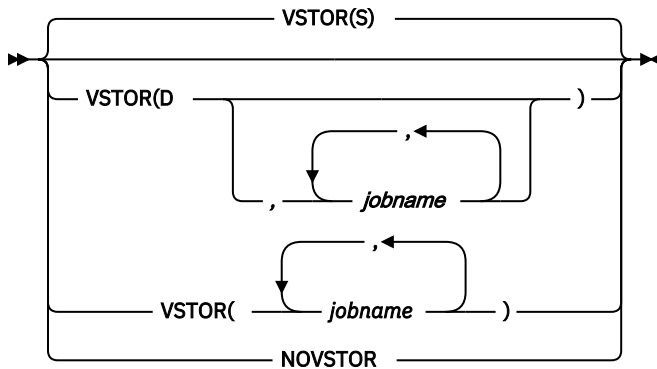 VSTOR(S)
VSTOR(D )
,
, jobname
,
VSTOR( jobname )
NOVSTOR